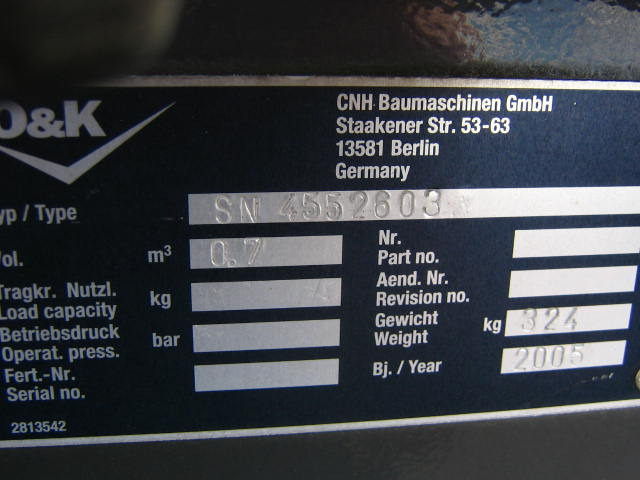 O&K
CNH Baumaschinen GmbH
Staakener Str. 53-63
13581 Berlin
Germany
yp / Type SN 4552603
ol. m³ 0.7
Nr.
Part no.
Tragkr. Nutzl.
Load capacity kg
Aend. Nr.
Revision no.
Betriebsdruck
Operat. press. bar
Gewicht
Weight kg 324
Fert.-Nr.
Serial no.
Bj. / Year 2005
2813542